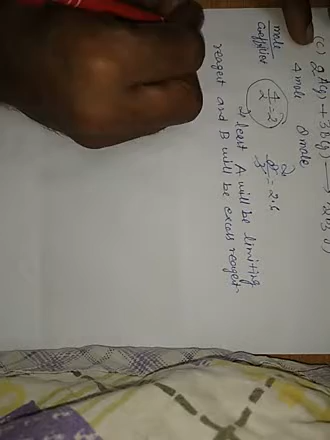 (c) 2A(g) + 3B(g) →
4 mole 8 mole
mole
coefficient
4/2 = 2 8/3 = 2.6
least A will be limiting
reagent and B will be excess reagent.